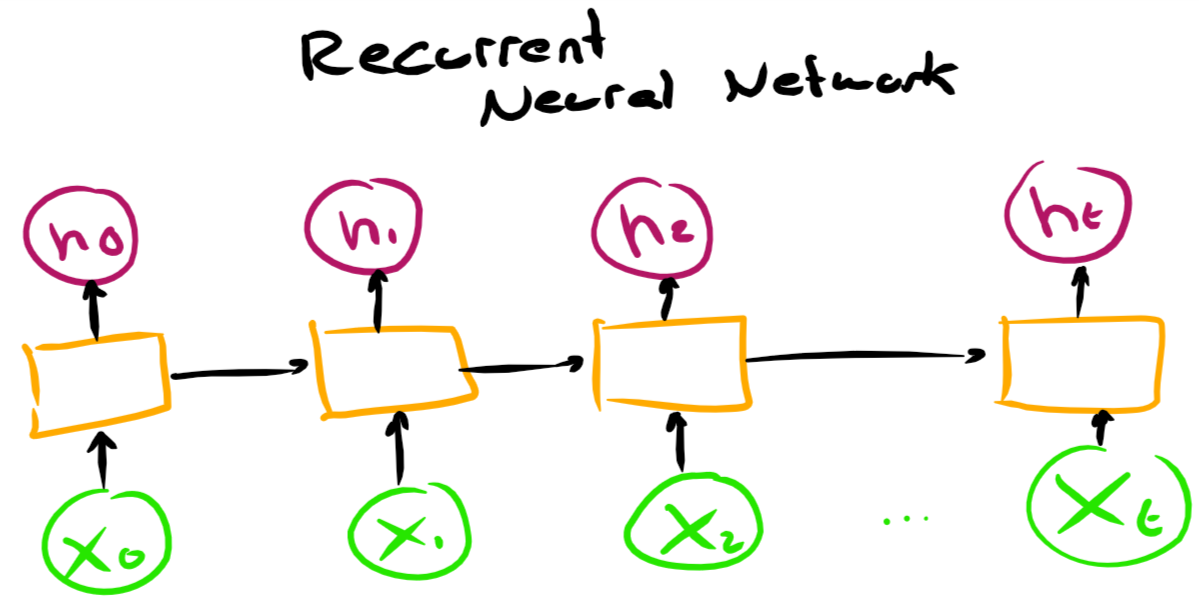 Recurrent
Neural Network
h0 h1 h2 ht
x0 x1 x2 ... xt